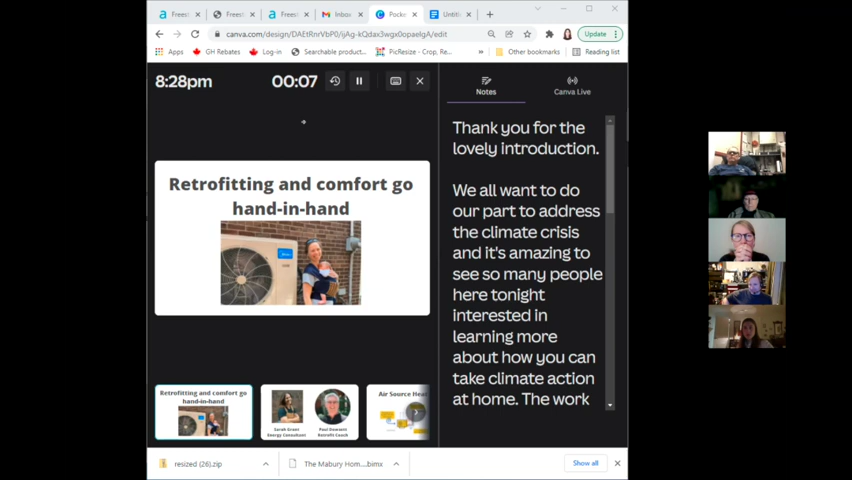 Freest
Freest
Freest
Inbox
Pocke
Untitl
canva.com/design/DAEtRnrVbP0/ijAg-kQdax3wgx0opaelgA/edit
Update
Apps
GH Rebates
Log-in
Searchable product...
PicResize - Crop, Re...
»
Other bookmarks
Reading list
8:28pm
00:07
Notes
Canva Live
Retrofitting and comfort go
hand-in-hand
Thank you for the
lovely introduction.
We all want to do
our part to address
the climate crisis
and it's amazing to
see so many people
here tonight
interested in
learning more
about how you can
take climate action
at home. The work
Retrofitting and comfort go
hand-in-hand
Sarah Grant
Energy Consultant
Paul Dowsett
Retrofit Coach
Air Source Hea
resized (26).zip
The Mabury Hom....bimx
Show all